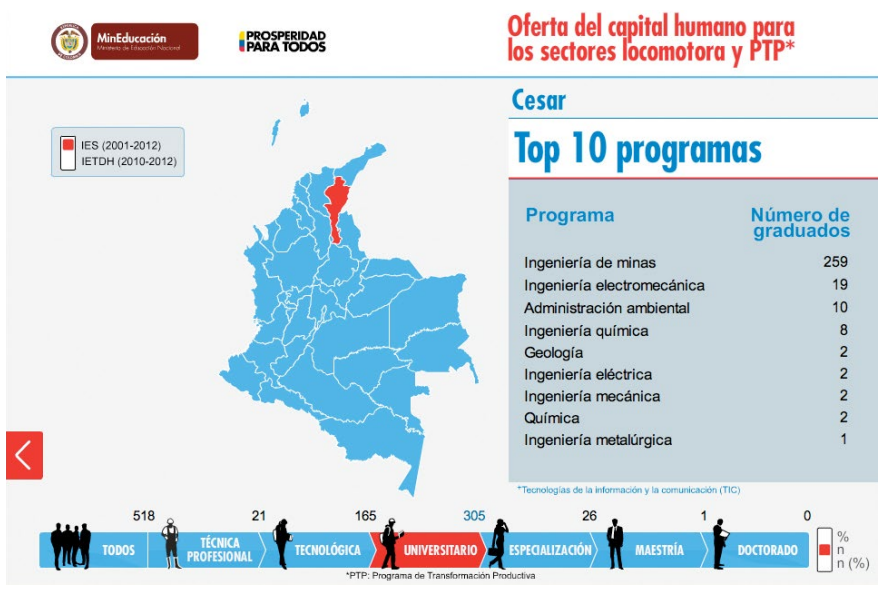 MinEducación
Ministerio de Educación Nacional
PROSPERIDAD
PARA TODOS
Oferta del capital humano para
los sectores locomotora y PTP*
Cesar
Top 10 programas
IES (2001-2012)
IETDH (2010-2012)
Programa Número de
graduados
Ingeniería de minas 259
Ingeniería electromecánica 19
Administración ambiental 10
Ingeniería química 8
Geología 2
Ingeniería eléctrica 2
Ingeniería mecánica 2
Química 2
Ingeniería metalúrgica 1
*Tecnologías de la información y la comunicación (TIC)
518 21 165 305 26 1 0
TODOS TÉCNICA PROFESIONAL TECNOLÓGICA UNIVERSITARIO ESPECIALIZACIÓN MAESTRÍA DOCTORADO
%
n
n (%)
*PTP: Programa de Transformación Productiva